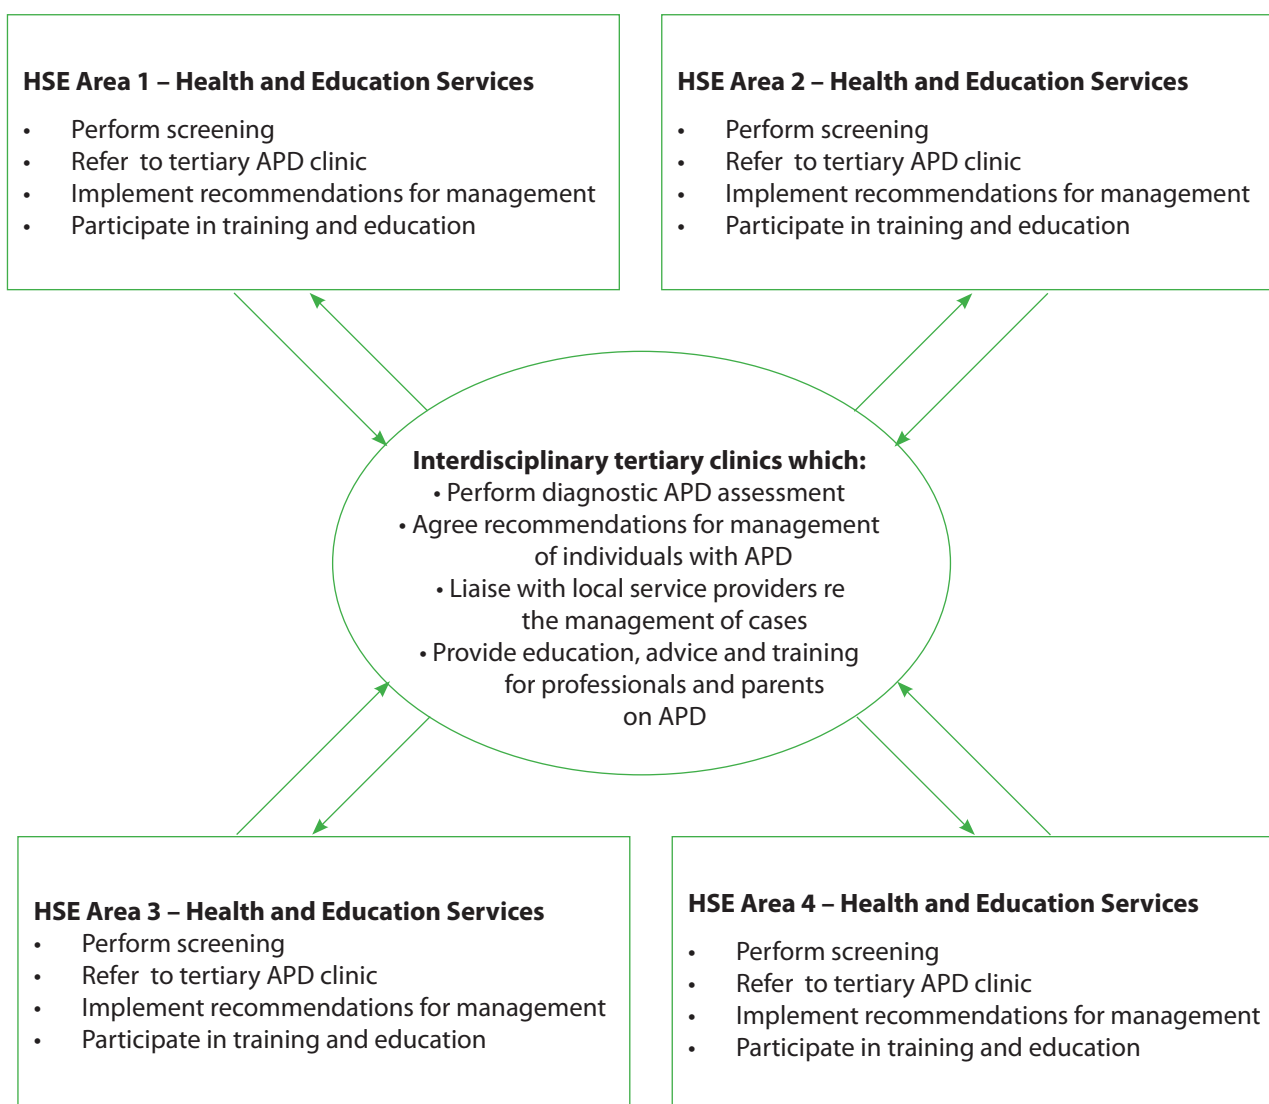 HSE Area 1 – Health and Education Services
• Perform screening
• Refer to tertiary APD clinic
• Implement recommendations for management
• Participate in training and education
HSE Area 2 – Health and Education Services
• Perform screening
• Refer to tertiary APD clinic
• Implement recommendations for management
• Participate in training and education
Interdisciplinary tertiary clinics which:
• Perform diagnostic APD assessment
• Agree recommendations for management
of individuals with APD
• Liaise with local service providers re
the management of cases
• Provide education, advice and training
for professionals and parents
on APD
HSE Area 3 – Health and Education Services
• Perform screening
• Refer to tertiary APD clinic
• Implement recommendations for management
• Participate in training and education
HSE Area 4 – Health and Education Services
• Perform screening
• Refer to tertiary APD clinic
• Implement recommendations for management
• Participate in training and education